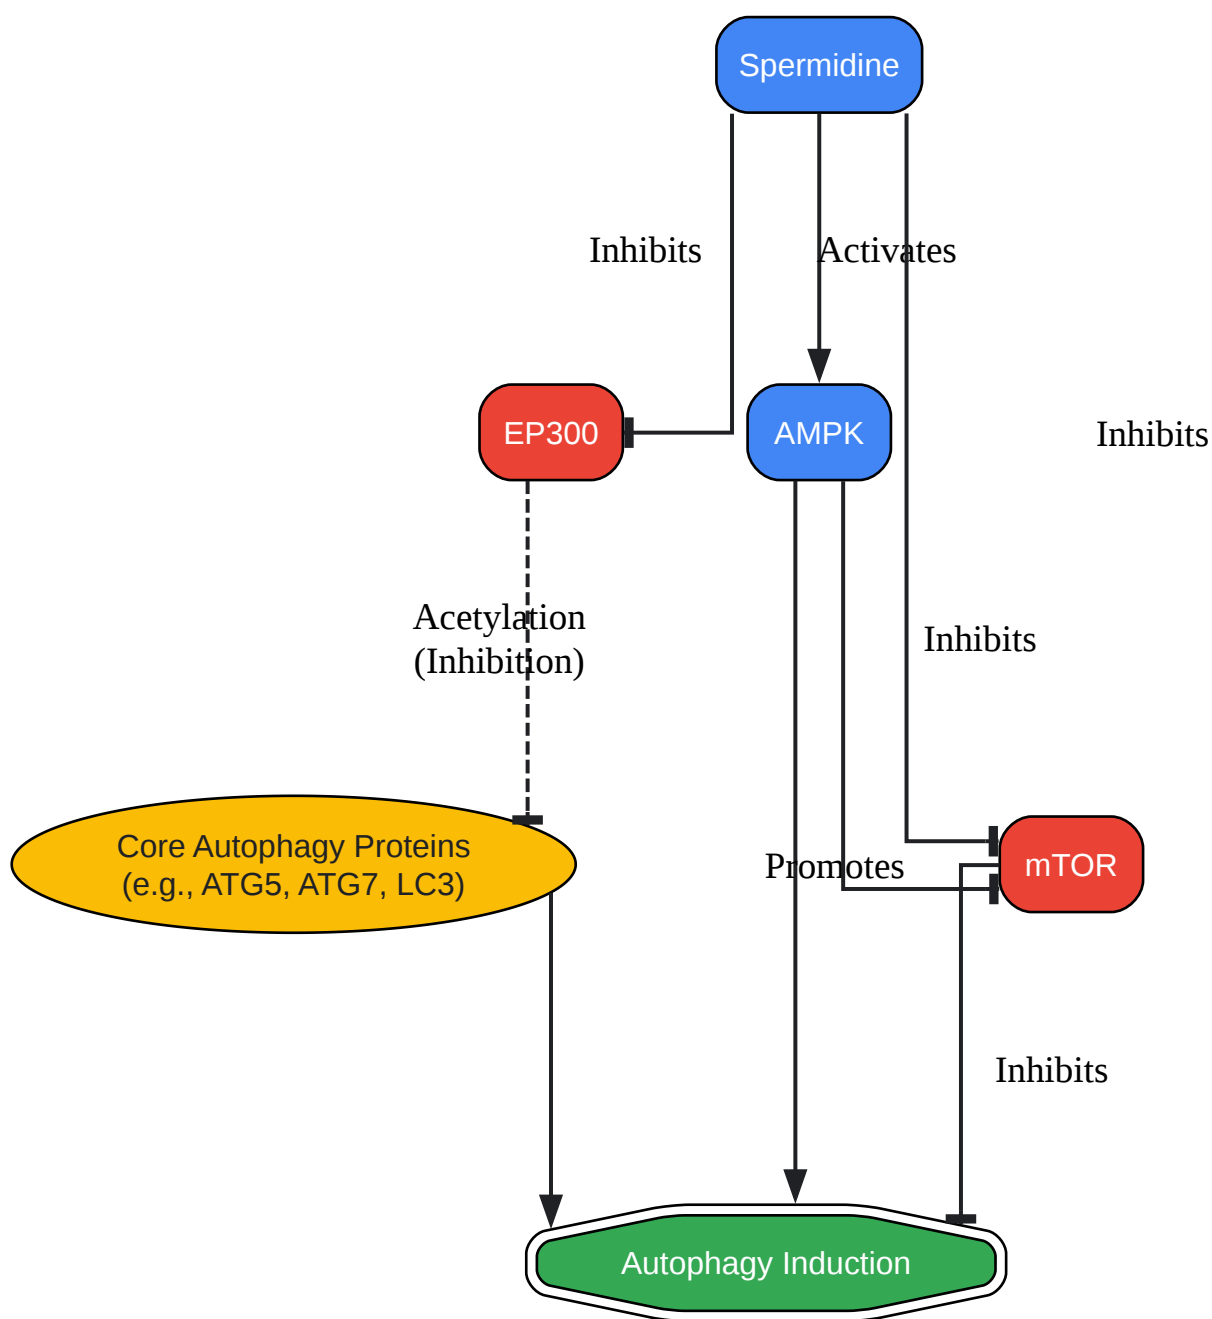 Spermidine
Inhibits
Activates
EP300
AMPK
Inhibits
Acetylation
(Inhibition)
Inhibits
Core Autophagy Proteins
(e.g., ATG5, ATG7, LC3)
Promotes
mTOR
Inhibits
Autophagy Induction